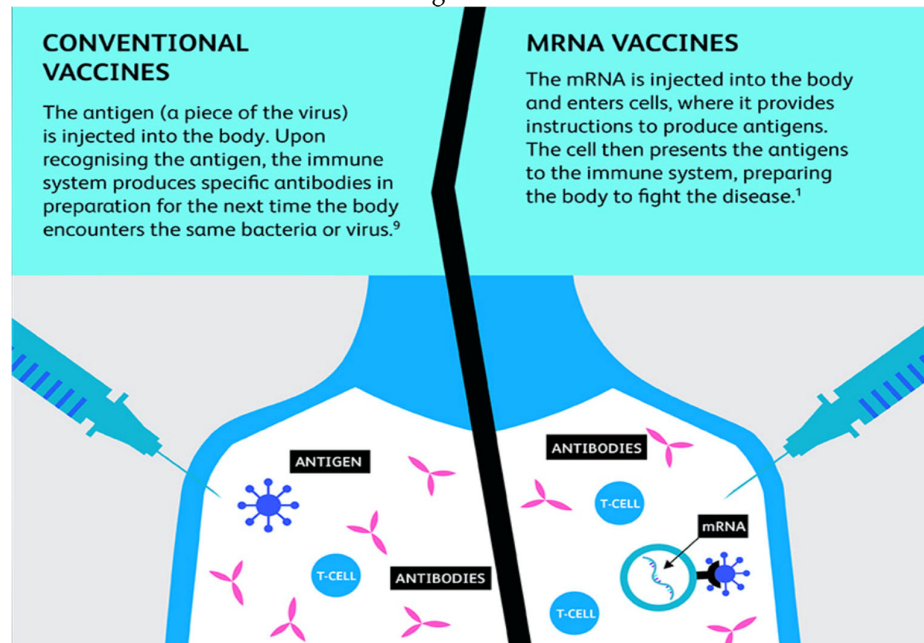 CONVENTIONAL
VACCINES
The antigen (a piece of the virus)
is injected into the body. Upon
recognising the antigen, the immune
system produces specific antibodies in
preparation for the next time the body
encounters the same bacteria or virus.⁹
MRNA VACCINES
The mRNA is injected into the body
and enters cells, where it provides
instructions to produce antigens.
The cell then presents the antigens
to the immune system, preparing
the body to fight the disease.¹
ANTIGEN
T-CELL
ANTIBODIES
ANTIBODIES
T-CELL
mRNA
T-CELL